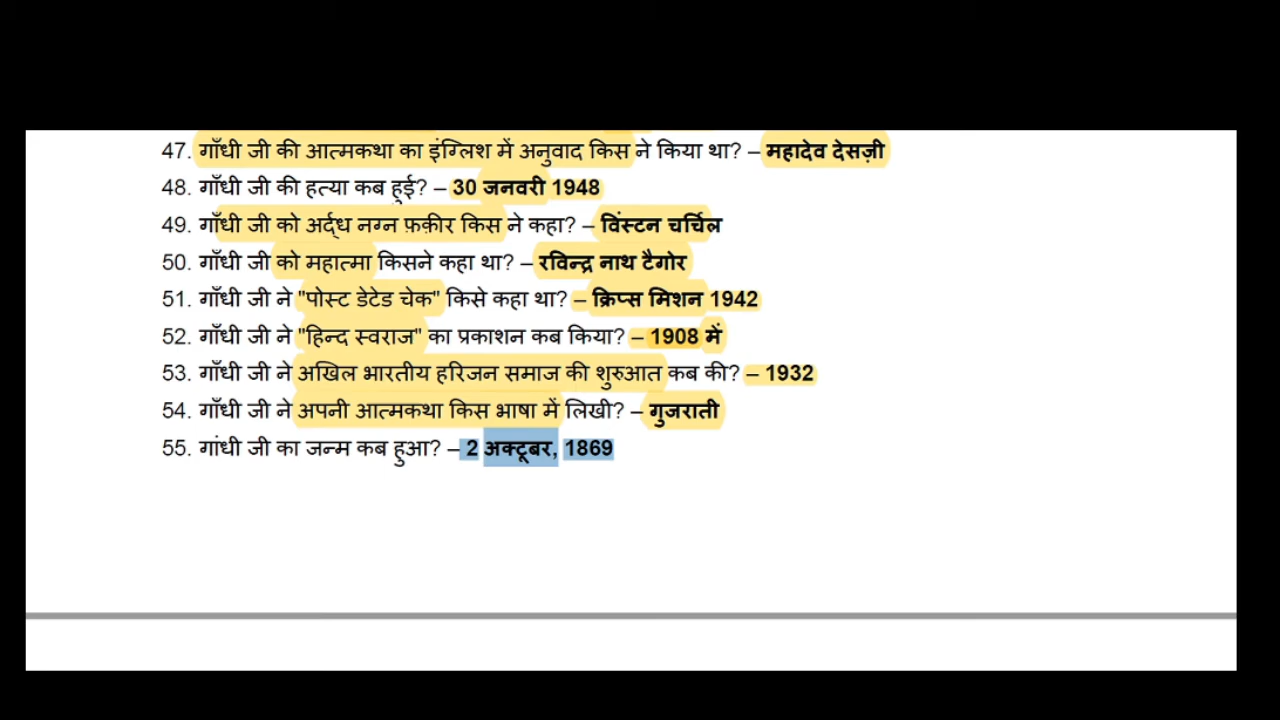 47. गाँधी जी की आत्मकथा का इंग्लिश में अनुवाद किस ने किया था? – महादेव देसज़ी
48. गाँधी जी की हत्या कब हुई? – 30 जनवरी 1948
49. गाँधी जी को अर्द्ध नग्न फ़क़ीर किस ने कहा? – विंस्टन चर्चिल
50. गाँधी जी को महात्मा किसने कहा था? – रविन्द्र नाथ टैगोर
51. गाँधी जी ने "पोस्ट डेटेड चेक" किसे कहा था? – क्रिप्स मिशन 1942
52. गाँधी जी ने "हिन्द स्वराज" का प्रकाशन कब किया? – 1908 में
53. गाँधी जी ने अखिल भारतीय हरिजन समाज की शुरुआत कब की? – 1932
54. गाँधी जी ने अपनी आत्मकथा किस भाषा में लिखी? – गुजराती
55. गांधी जी का जन्म कब हुआ? – 2 अक्टूबर, 1869